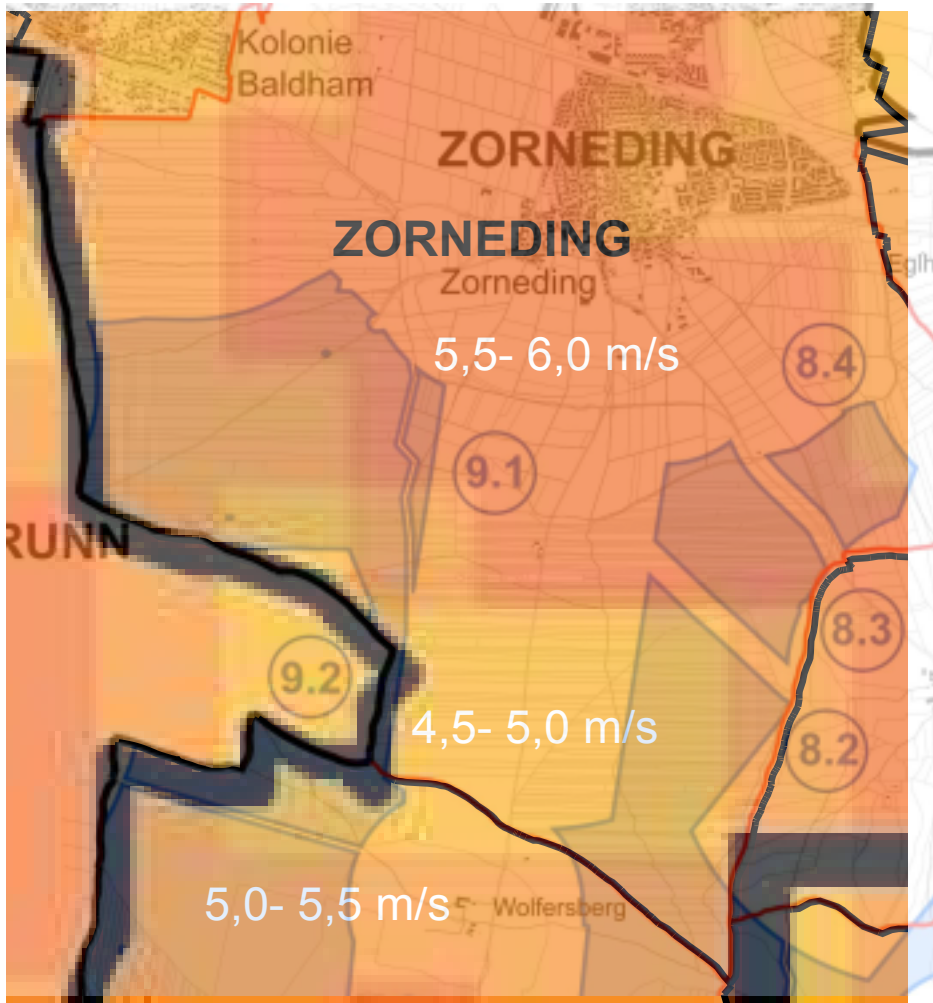 Kolonie
Baldham
ZORNEDING
ZORNEDING
Zorneding
5,5- 6,0 m/s
8.4
9.1
RUNN
8.3
9.2
4,5- 5,0 m/s
8.2
5,0- 5,5 m/s
Wolfersberg